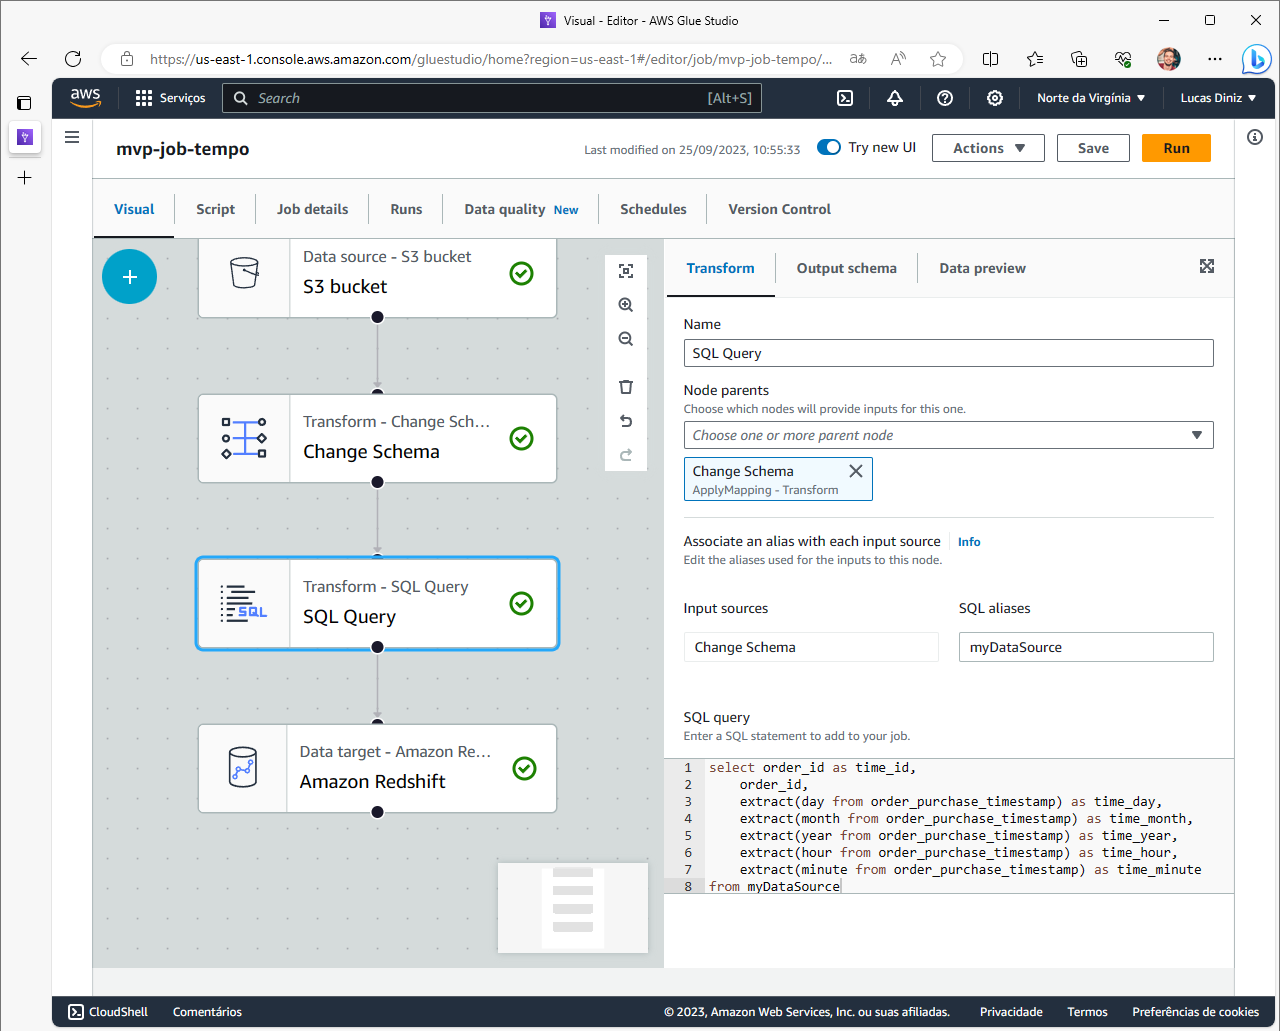 Visual - Editor - AWS Glue Studio
https://us-east-1.console.aws.amazon.com/gluestudio/home?region=us-east-1#/editor/job/mvp-job-tempo/...
aあ
A
aws
Serviços
Search
[Alt+S]
Norte da Virgínia
Lucas Diniz
mvp-job-tempo
Last modified on 25/09/2023, 10:55:33
Try new UI
Actions
Save
Run
Visual
Script
Job details
Runs
Data quality New
Schedules
Version Control
Data source - S3 bucket
S3 bucket
Transform - Change Sch...
Change Schema
Transform - SQL Query
SQL
SQL Query
Data target - Amazon Re...
Amazon Redshift
Transform
Output schema
Data preview
Name
SQL Query
Node parents
Choose which nodes will provide inputs for this one.
Choose one or more parent node
Change Schema
ApplyMapping - Transform
Associate an alias with each input source Info
Edit the aliases used for the inputs to this node.
Input sources
SQL aliases
Change Schema
myDataSource
SQL query
Enter a SQL statement to add to your job.
1 select order_id as time_id,
2 order_id,
3 extract(day from order_purchase_timestamp) as time_day,
4 extract(month from order_purchase_timestamp) as time_month,
5 extract(year from order_purchase_timestamp) as time_year,
6 extract(hour from order_purchase_timestamp) as time_hour,
7 extract(minute from order_purchase_timestamp) as time_minute
8 from myDataSource
CloudShell
Comentários
© 2023, Amazon Web Services, Inc. ou suas afiliadas.
Privacidade
Termos
Preferências de cookies